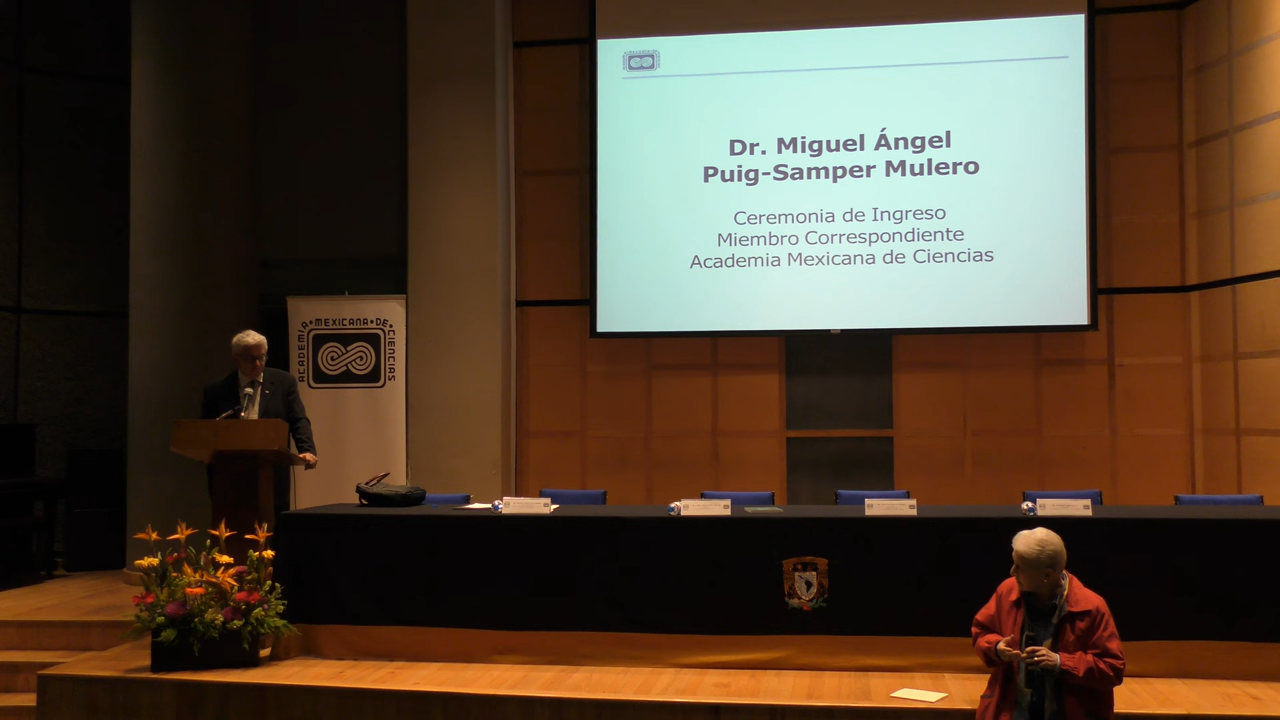 Dr. Miguel Ángel
Puig-Samper Mulero
Ceremonia de Ingreso
Miembro Correspondiente
Academia Mexicana de Ciencias
ACADEMIA•MEXICANA•DE•CIENCIAS